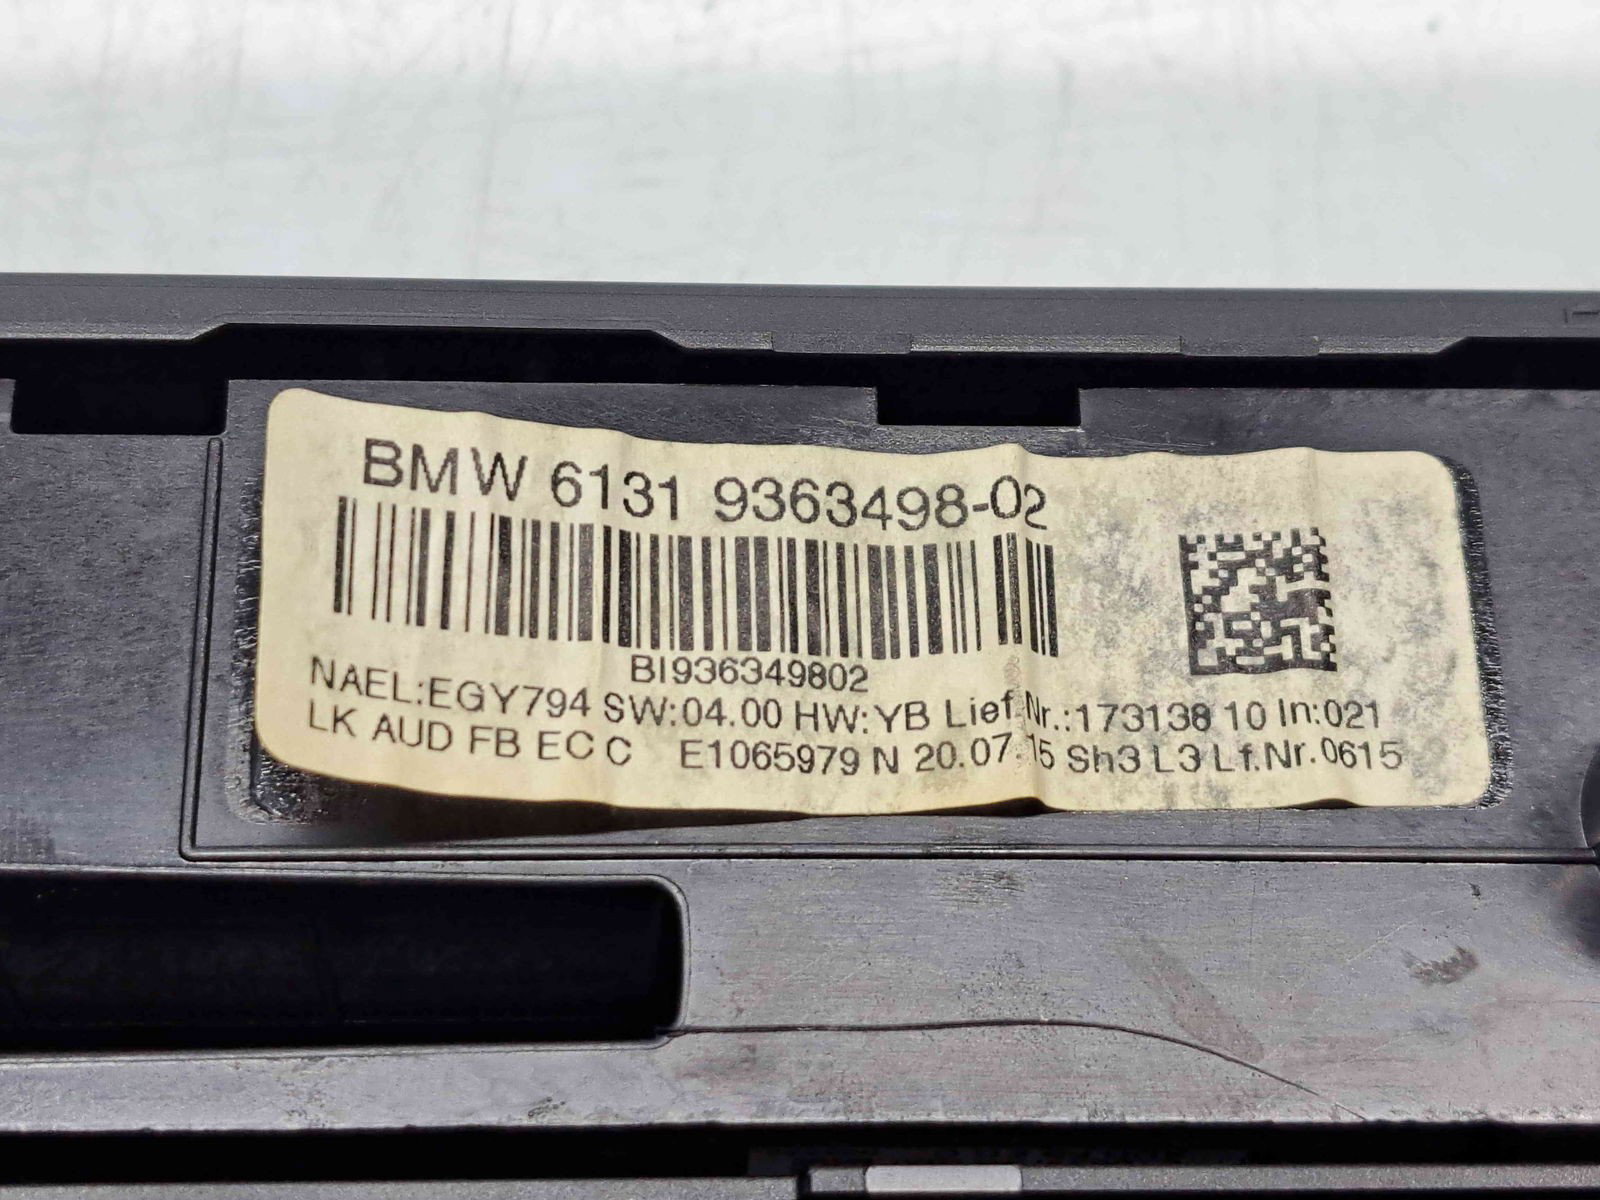 BMW 6131 9363498-02
BI936349802
NAEL:EGY794 SW:04.00 HW:YB Lief.Nr.:173138 10 In:021
LK AUD FB EC C E1065979 N 20.07.15 Sh3 L3 Lf.Nr.0615